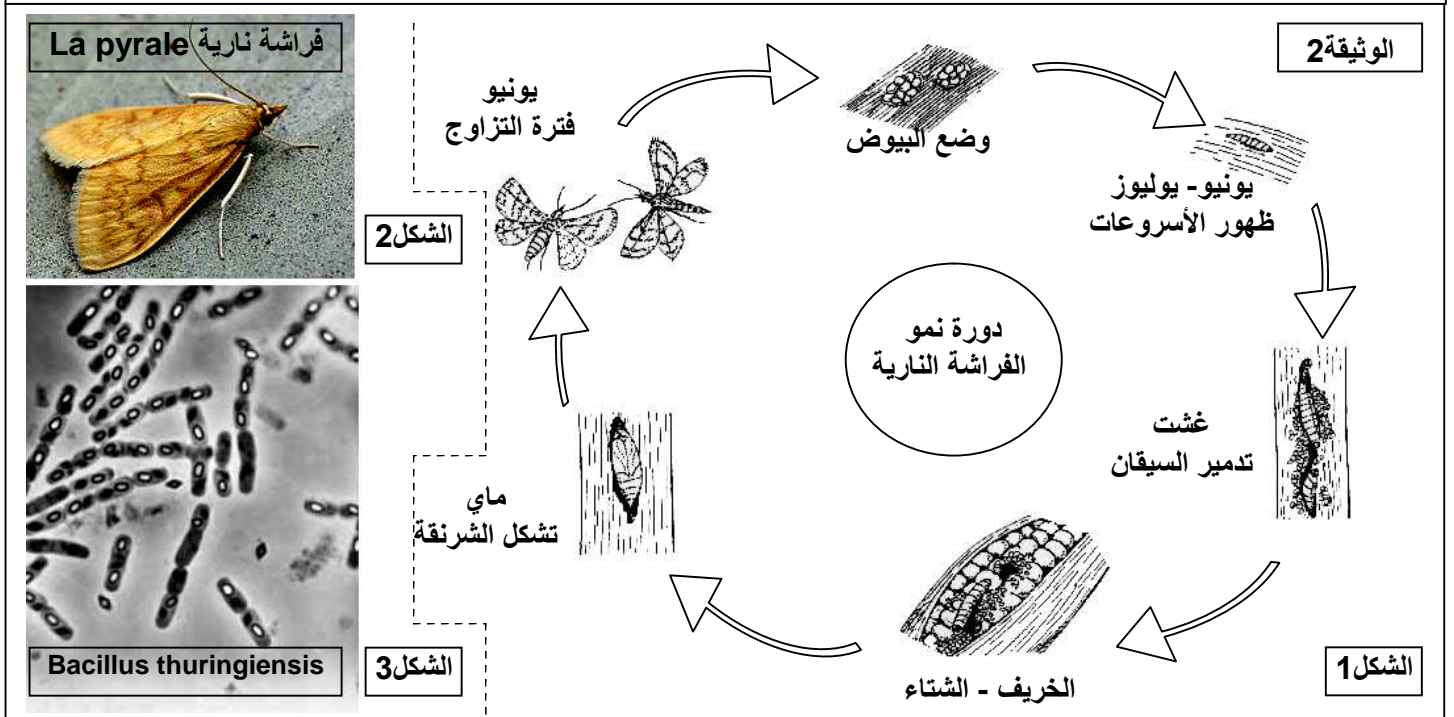 الوثيقة2
فراشة نارية La pyrale
الشكل2
Bacillus thuringiensis
الشكل3
يونيو
فترة التزاوج
وضع البيوض
يونيو- يوليوز
ظهور الأسروعات
غشت
تدمير السيقان
الخريف - الشتاء
ماي
تشكل الشرنقة
دورة نمو
الفراشة النارية
الشكل1